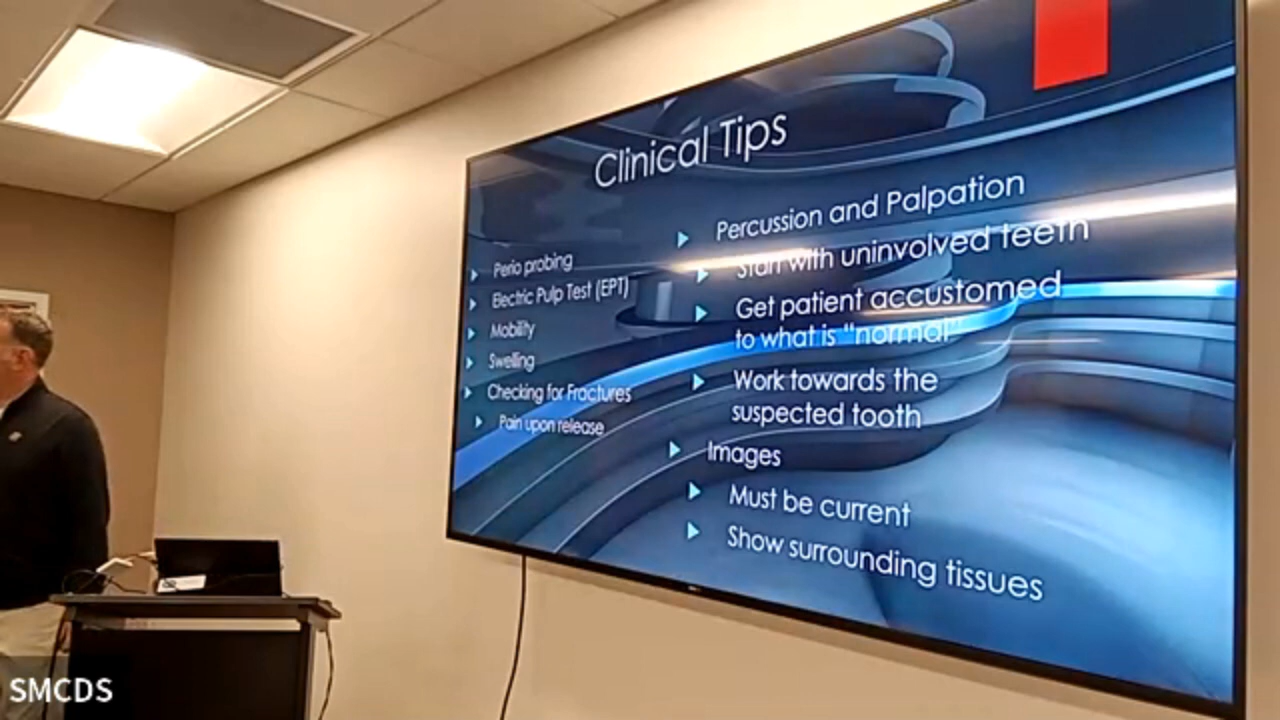 Clinical Tips
Perio probing
Electric Pulp Test (EPT)
Mobility
Swelling
Checking for Fractures
Pain upon release
Percussion and Palpation
Start with uninvolved teeth
Get patient accustomed
to what is "normal"
Work towards the
suspected tooth
Images
Must be current
Show surrounding tissues
SMCDS